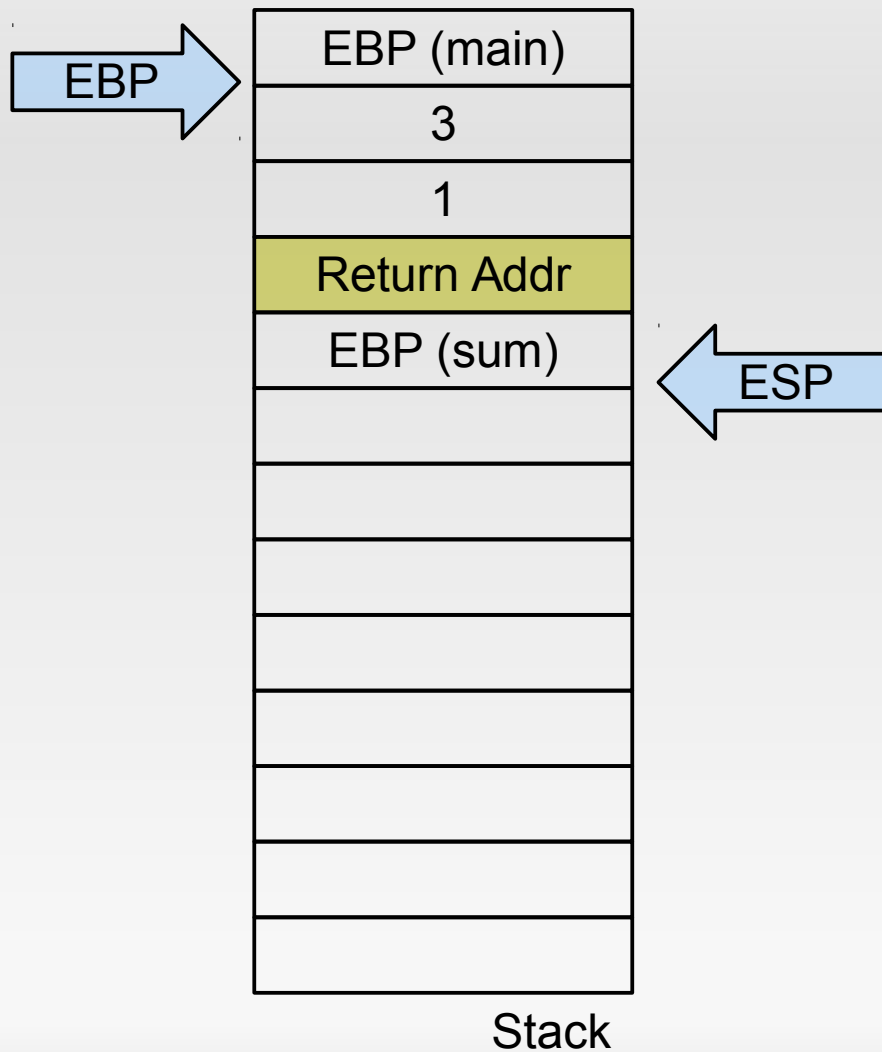 EBP (main)
EBP
3
1
Return Addr
EBP (sum)
ESP
Stack